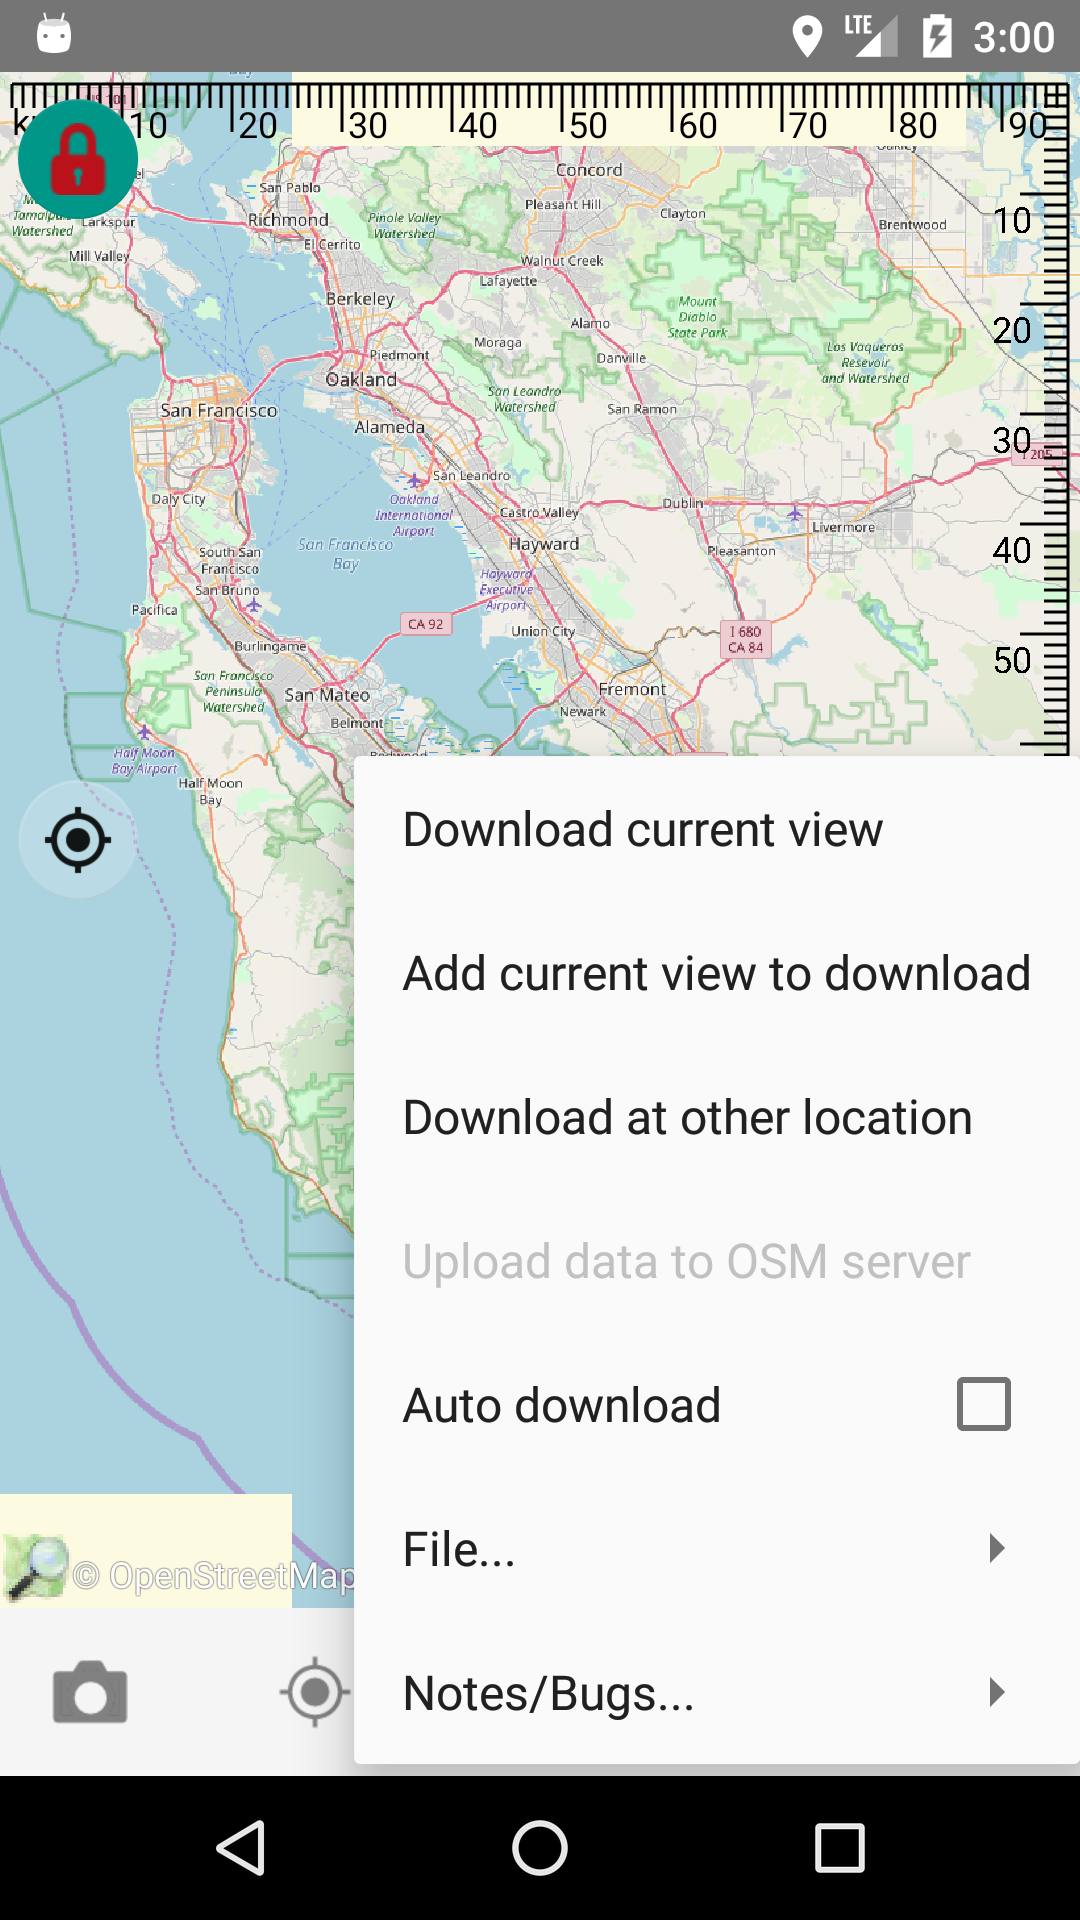 LTE 3:00
US 101
10 20 30 40 50 60 70 80 90
Oakley
Concord
San Pablo
Pleasant Hill
Clayton
Richmond
Pinole Valley
Watershed
Tamalpais
Watershed
Larkspur
Brentwood
10
El Cerrito
Mill Valley
Walnut Creek
Lafayette
Berkeley
Mount
Diablo
State Park
Alamo
20
Moraga
Los Vaqueros
Resevoir
and Watershed
Piedmont
Danville
Oakland
San Leandro
Watershed
San Francisco
San Ramon
Alameda
30
I 205
San Leandro
Daly City
Oakland
International
Airport
Castro Valley
Dublin
Livermore
San Francisco
Bay
Hayward
Pleasanton
40
South San
Francisco
San Bruno
Hayward
Executive
Airport
Pacifica
CA 92
Union City
I 680
CA 84
Burlingame
50
San Francisco
Peninsula
Watershed
San Mateo
Fremont
Belmont
Newark
Half Moon
Bay Airport
Redwood
Half Moon
Bay
Download current view
Add current view to download
Download at other location
Upload data to OSM server
Auto download
File...
© OpenStreetMap
Notes/Bugs...